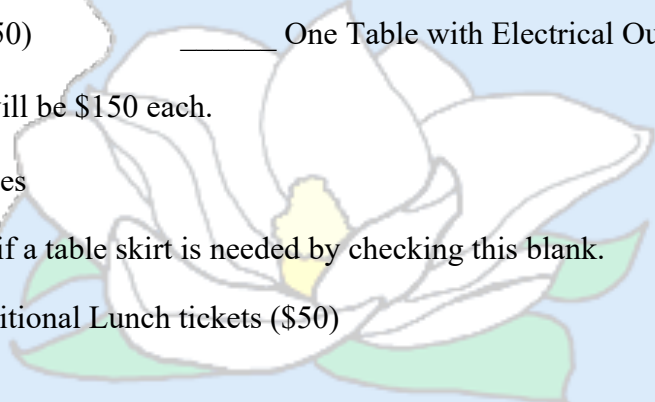 50) ______ One Table with Electrical Ou
ill be $150 each.
es
if a table skirt is needed by checking this blank.
itional Lunch tickets ($50)